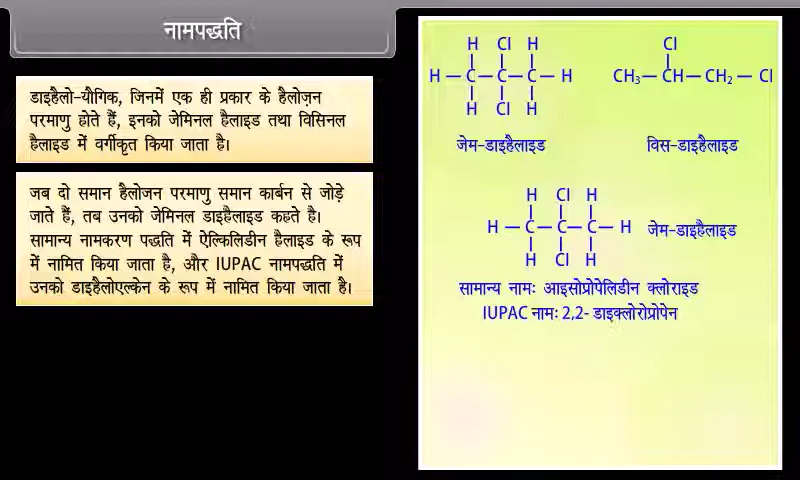 नामपद्धति
डाइहैलो-यौगिक, जिनमें एक ही प्रकार के हैलोज़न
परमाणु होते हैं, इनको जेमिनल हैलाइड तथा विसिनल
हैलाइड में वर्गीकृत किया जाता है।
जब दो समान हैलोजन परमाणु समान कार्बन से जोड़े
जाते हैं, तब उनको जेमिनल डाइहैलाइड कहते है।
सामान्य नामकरण पद्धति में ऐल्किलिडीन हैलाइड के रूप
में नामित किया जाता है, और IUPAC नामपद्धति में
उनको डाइहैलोएल्केन के रूप में नामित किया जाता है।
H Cl H
H — C — C — C — H
H Cl H
जेम-डाइहैलाइड
Cl
CH₃— CH — CH₂ — Cl
विस-डाइहैलाइड
H Cl H
H — C — C — C — H जेम-डाइहैलाइड
H Cl H
सामान्य नामः आइसोप्रोपेलिडीन क्लोराइड
IUPAC नामः 2,2- डाइक्लोरोप्रोपेन